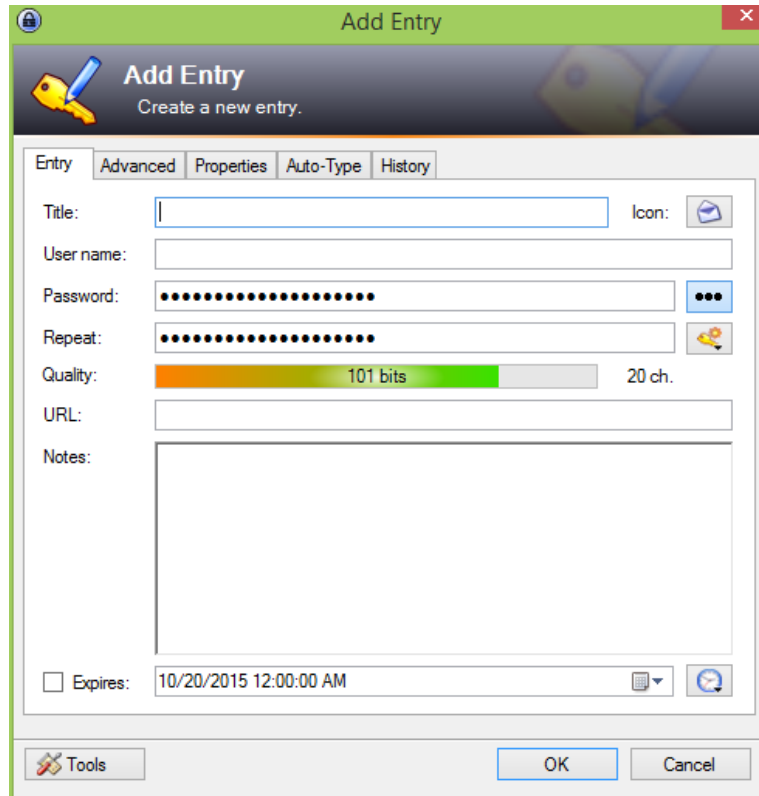 Add Entry
Add Entry
Create a new entry.
Entry Advanced Properties Auto-Type History
Title: Icon:
User name:
Password: ●●●●●●●●●●●●●●●●●●●● ●●●
Repeat: ●●●●●●●●●●●●●●●●●●●●
Quality: 101 bits 20 ch.
URL:
Notes:
Expires: 10/20/2015 12:00:00 AM
Tools OK Cancel